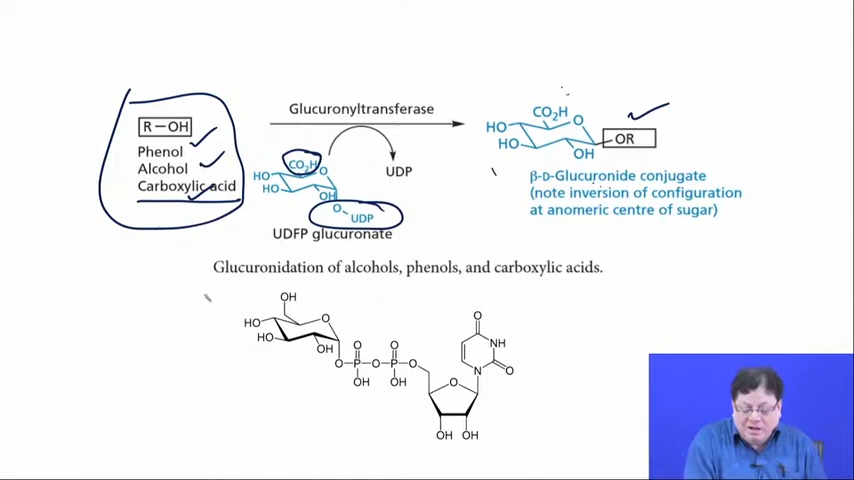 Glucuronyltransferase
R–OH
Phenol
Alcohol
Carboxylic acid
CO₂H
O
HO
HO
OH
O
UDP
UDP
UDFP glucuronate
CO₂H
HO
O
HO
OH
OR
β-D-Glucuronide conjugate
(note inversion of configuration
at anomeric centre of sugar)
Glucuronidation of alcohols, phenols, and carboxylic acids.
OH
HO
O
HO
OH
O
O
O
O–P–O–P–O
OH
OH
O
NH
N
O
O
OH
OH